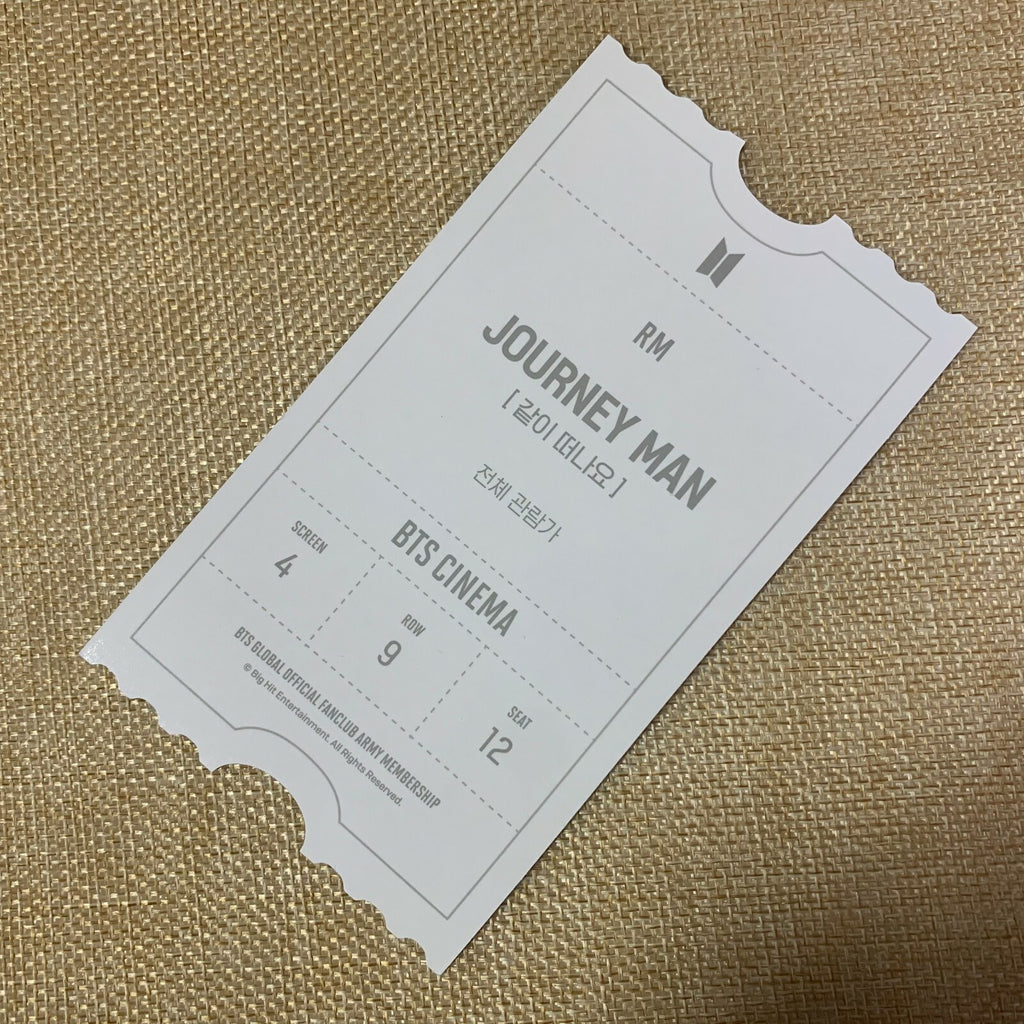 RM
JOURNEY MAN
[ 같이 떠나요 ]
전체 관람가
BTS CINEMA
SCREEN
4
ROW
9
SEAT
12
BTS GLOBAL OFFICIAL FANCLUB ARMY MEMBERSHIP
© Big Hit Entertainment. All Rights Reserved.